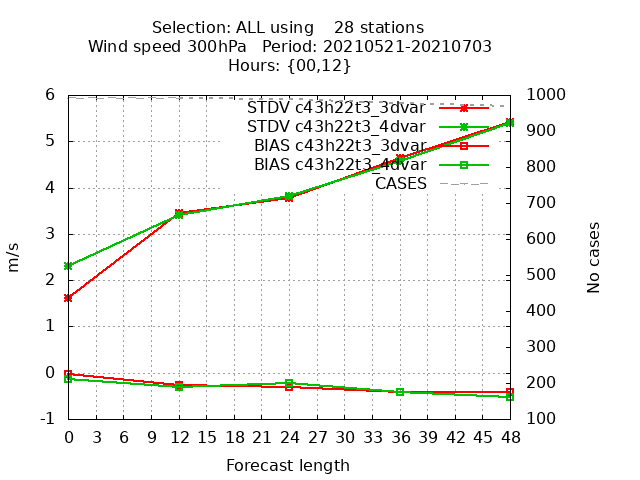 Selection: ALL using    28 stations
Wind speed 300hPa   Period: 20210521-20210703
Hours: {00,12}
STDV c43h22t3_3dvar
STDV c43h22t3_4dvar
BIAS c43h22t3_3dvar
BIAS c43h22t3_4dvar
CASES
6
5
4
3
2
1
0
-1
m/s
1000
900
800
700
600
500
400
300
200
100
No cases
0 3 6 9 12 15 18 21 24 27 30 33 36 39 42 45 48
Forecast length